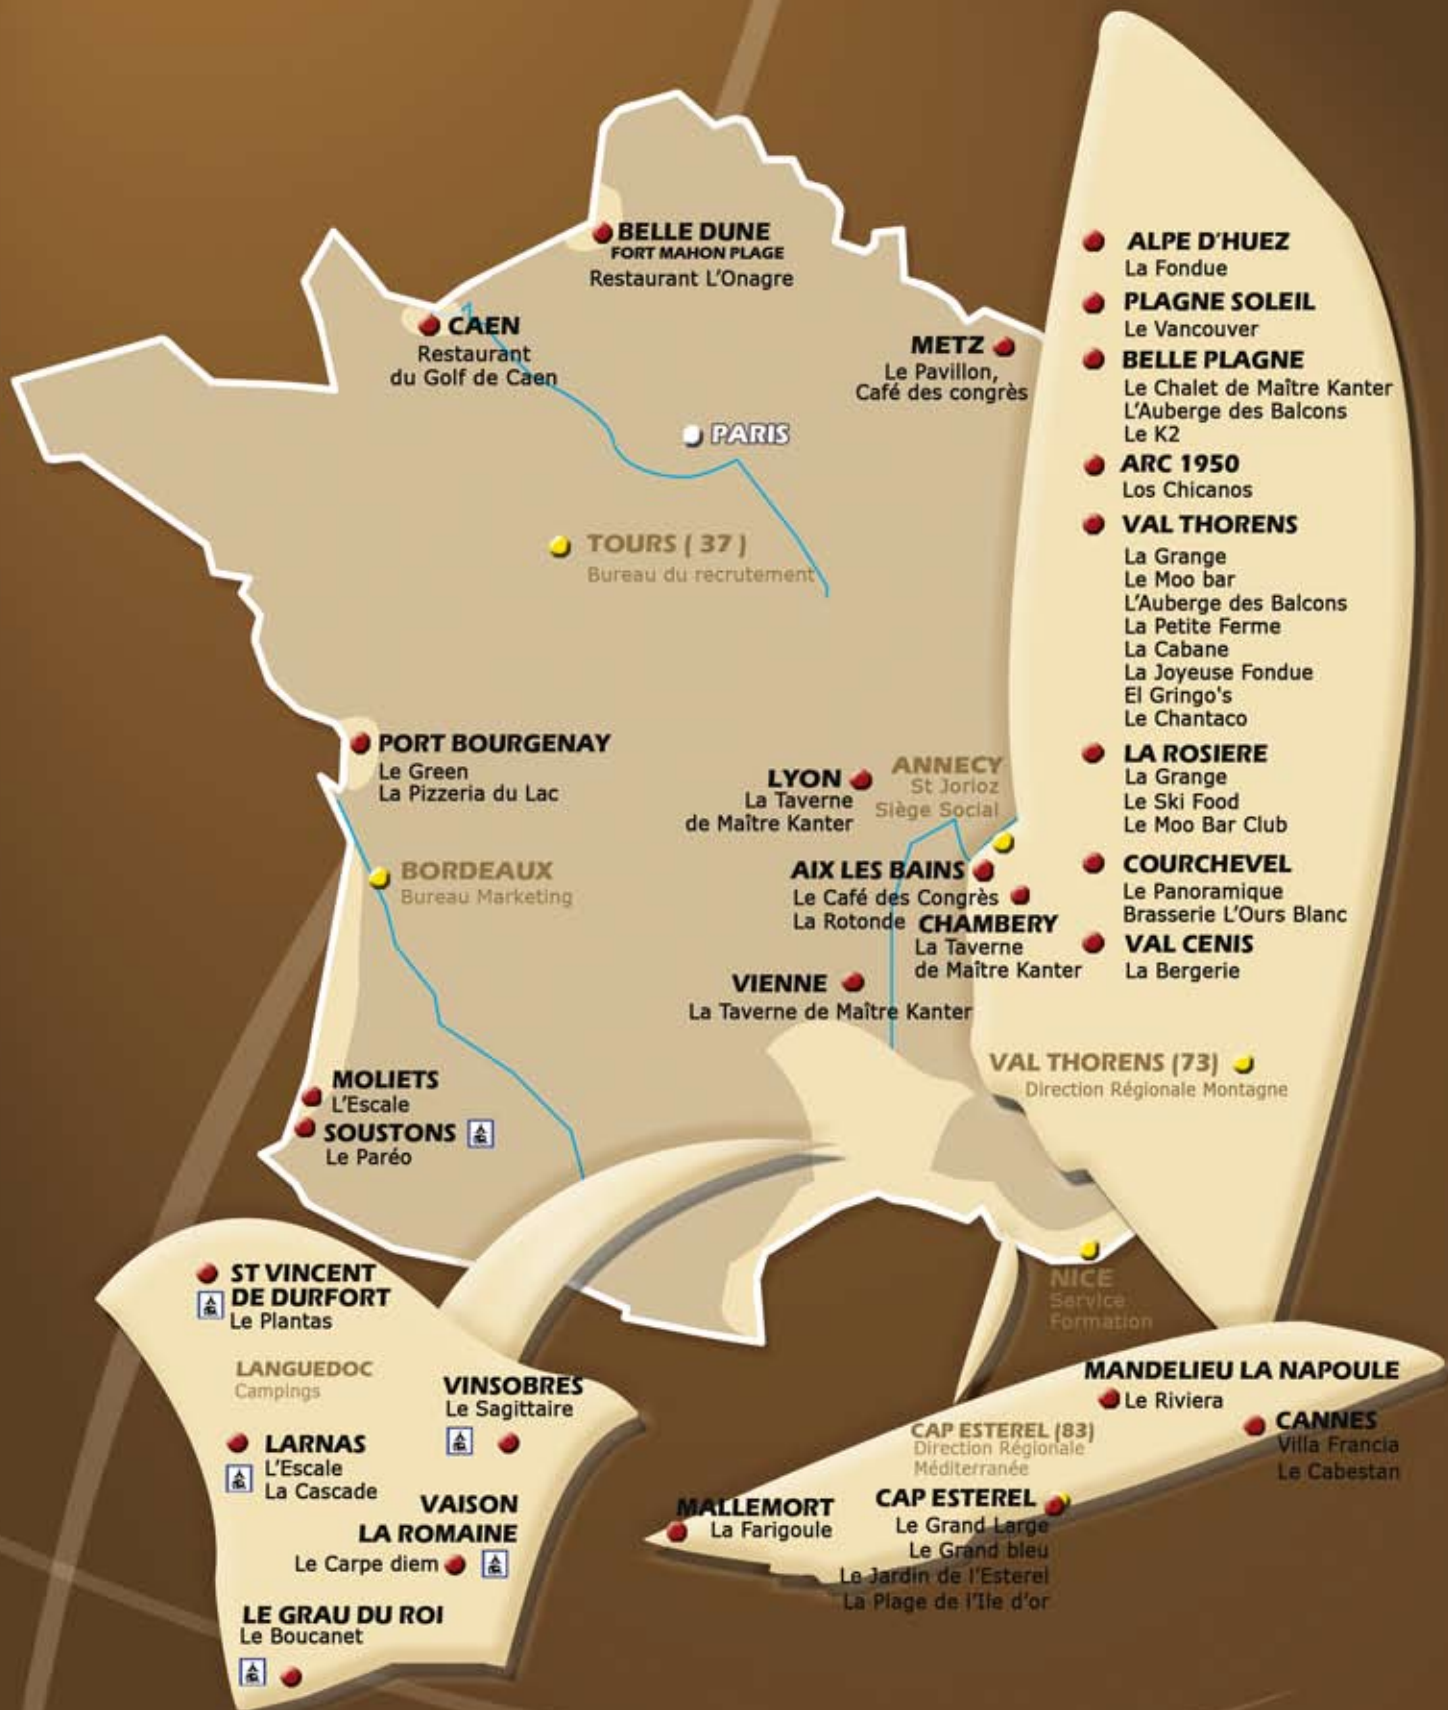 BELLE DUNE
FORT MAHON PLAGE
Restaurant L'Onagre
CAEN
Restaurant
du Golf de Caen
METZ
Le Pavillon,
Café des congrès
PARIS
TOURS ( 37 )
Bureau du recrutement
PORT BOURGENAY
Le Green
La Pizzeria du Lac
BORDEAUX
Bureau Marketing
LYON
La Taverne
de Maître Kanter
ANNECY
St Jorioz
Siège Social
AIX LES BAINS
Le Café des Congrès
La Rotonde
CHAMBERY
La Taverne
de Maître Kanter
VIENNE
La Taverne de Maître Kanter
MOLIETS
L'Escale
SOUSTONS
Le Paréo
ALPE D'HUEZ
La Fondue
PLAGNE SOLEIL
Le Vancouver
BELLE PLAGNE
Le Chalet de Maître Kanter
L'Auberge des Balcons
Le K2
ARC 1950
Los Chicanos
VAL THORENS
La Grange
Le Moo bar
L'Auberge des Balcons
La Petite Ferme
La Cabane
La Joyeuse Fondue
El Gringo's
Le Chantaco
LA ROSIERE
La Grange
Le Ski Food
Le Moo Bar Club
COURCHEVEL
Le Panoramique
Brasserie L'Ours Blanc
VAL CENIS
La Bergerie
VAL THORENS (73)
Direction Régionale Montagne
NICE
Service
Formation
ST VINCENT
DE DURFORT
Le Plantas
LANGUEDOC
Campings
VINSOBRES
Le Sagittaire
LARNAS
L'Escale
La Cascade
VAISON
LA ROMAINE
Le Carpe diem
LE GRAU DU ROI
Le Boucanet
MANDELIEU LA NAPOULE
Le Riviera
CANNES
Villa Francia
Le Cabestan
CAP ESTEREL (83)
Direction Régionale
Méditerranée
MALLEMORT
La Farigoule
CAP ESTEREL
Le Grand Large
Le Grand bleu
Le Jardin de l'Esterel
La Plage de l'Ile d'or